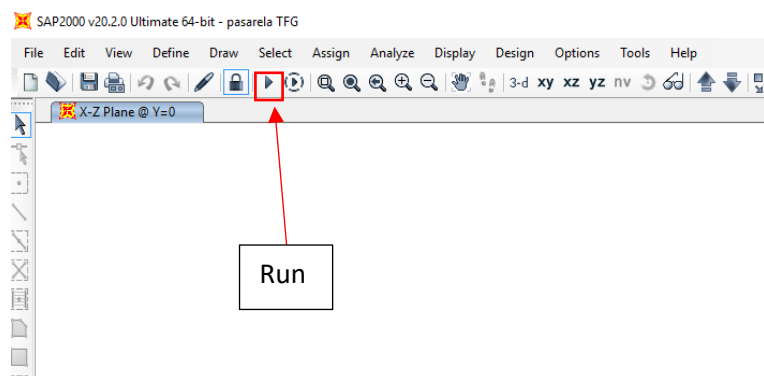 SAP2000 v20.2.0 Ultimate 64-bit - pasarela TFG
File Edit View Define Draw Select Assign Analyze Display Design Options Tools Help
3-d xy xz yz nv
X-Z Plane @ Y=0
Run